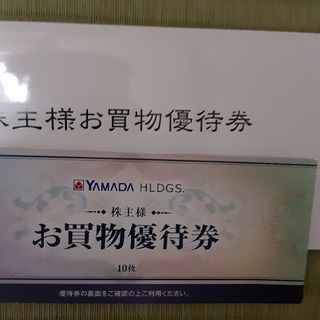 株主様お買物優待券
YAMADA HLDGS.
株主様
お買物優待券
10枚
優待券の裏面をご確認の上ご利用ください。